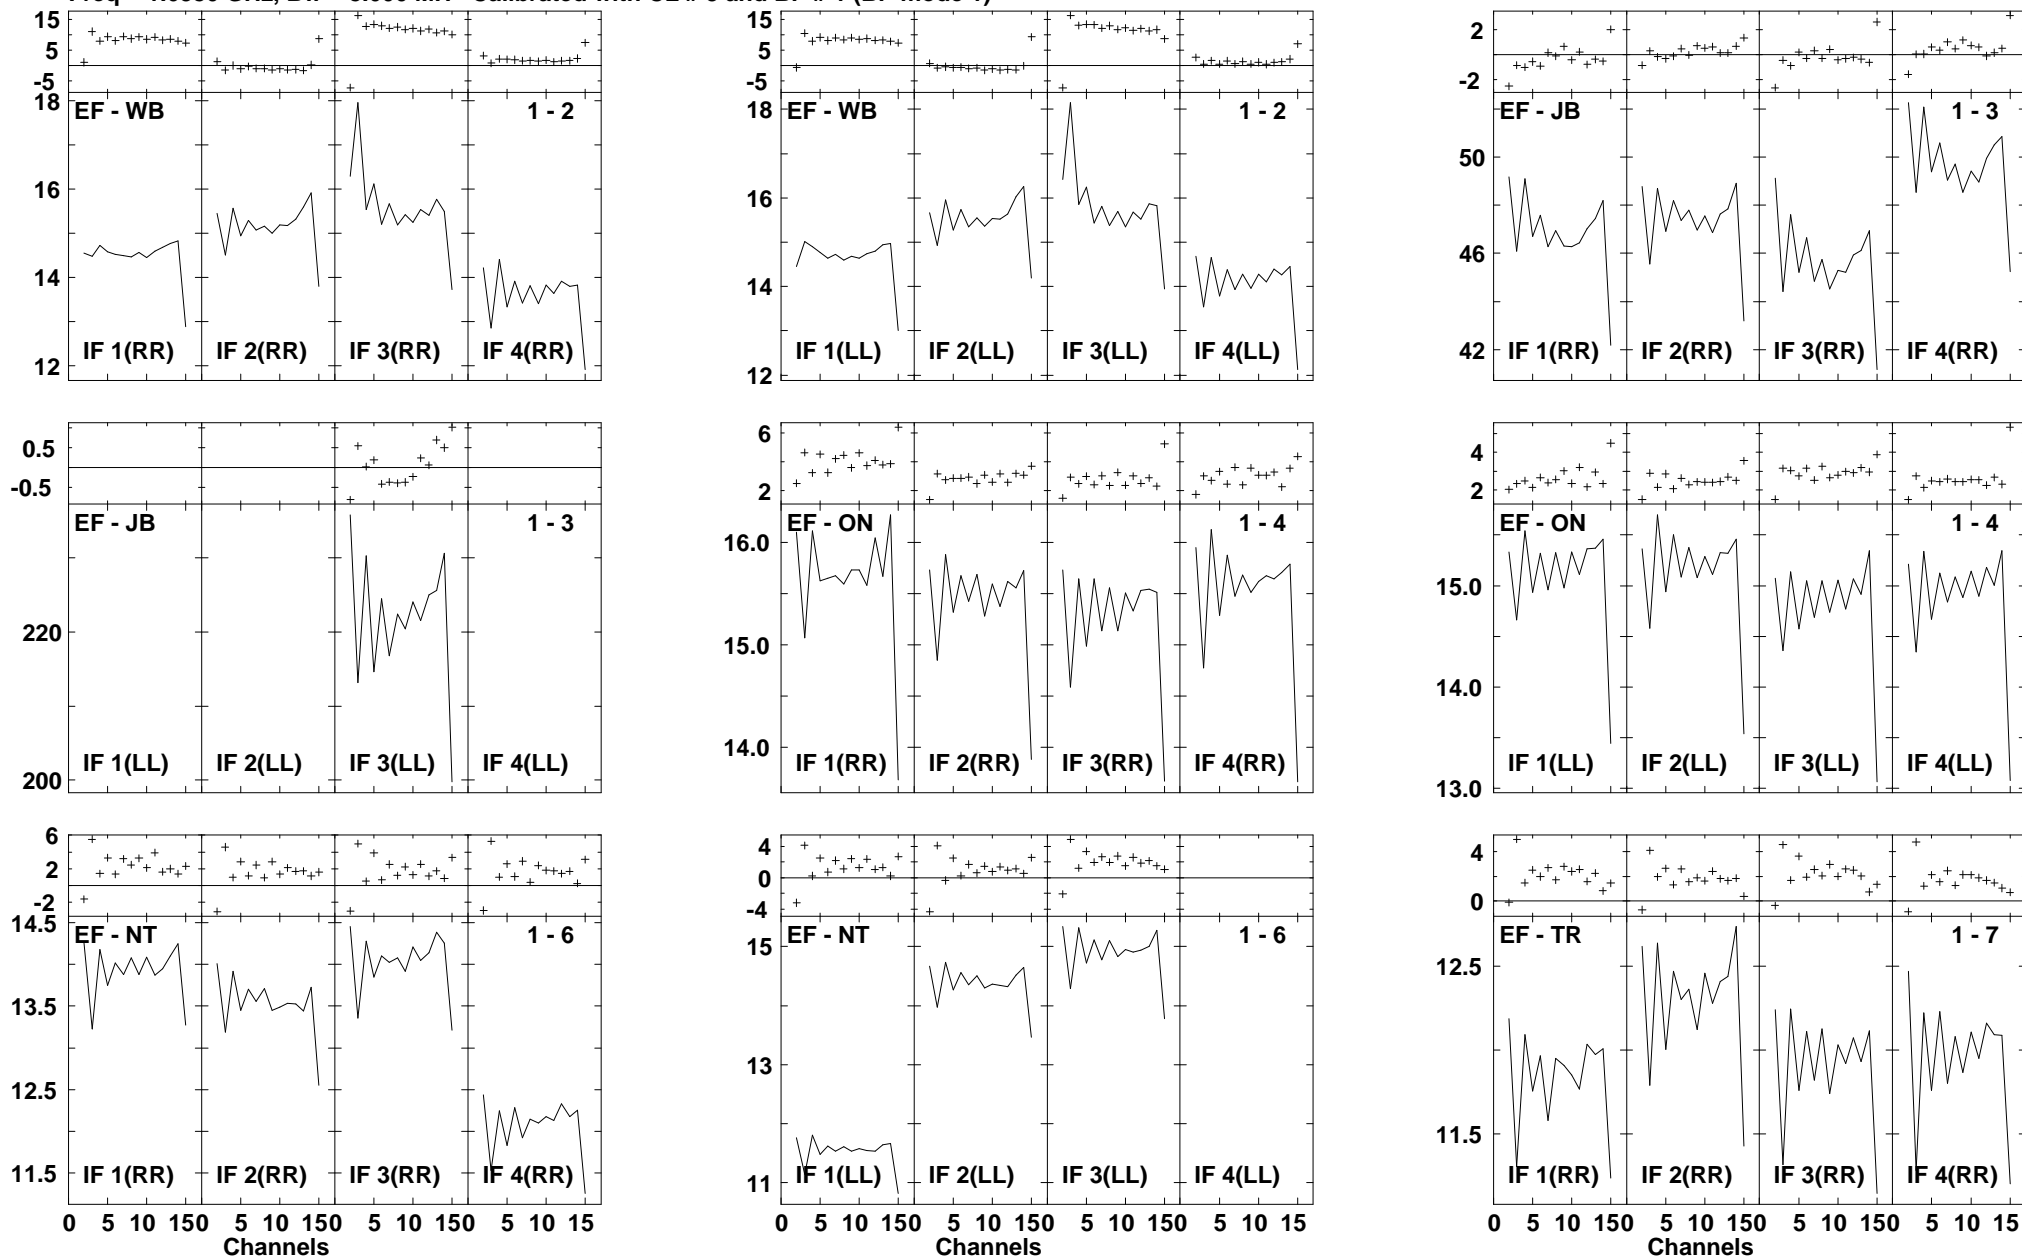 15 5 -5
EF - WB 1 - 2
18 16 14 12
IF 1(RR) IF 2(RR) IF 3(RR) IF 4(RR)
15 5 -5
EF - WB 1 - 2
18 16 14 12
IF 1(LL) IF 2(LL) IF 3(LL) IF 4(LL)
2 -2
EF - JB 1 - 3
50 46 42
IF 1(RR) IF 2(RR) IF 3(RR) IF 4(RR)
0.5 -0.5
EF - JB 1 - 3
220 200
IF 1(LL) IF 2(LL) IF 3(LL) IF 4(LL)
6 2
EF - ON 1 - 4
16.0 15.0 14.0
IF 1(RR) IF 2(RR) IF 3(RR) IF 4(RR)
4 2
EF - ON 1 - 4
15.0 14.0 13.0
IF 1(LL) IF 2(LL) IF 3(LL) IF 4(LL)
6 2 -2
EF - NT 1 - 6
14.5 13.5 12.5 11.5
IF 1(RR) IF 2(RR) IF 3(RR) IF 4(RR)
0 5 10 150 5 10 150 5 10 150 5 10 15
Channels
4 0 -4
EF - NT 1 - 6
15 13 11
IF 1(LL) IF 2(LL) IF 3(LL) IF 4(LL)
0 5 10 150 5 10 150 5 10 150 5 10 15
Channels
4 0
EF - TR 1 - 7
12.5 11.5
IF 1(RR) IF 2(RR) IF 3(RR) IF 4(RR)
0 5 10 150 5 10 150 5 10 150 5 10 15
Channels